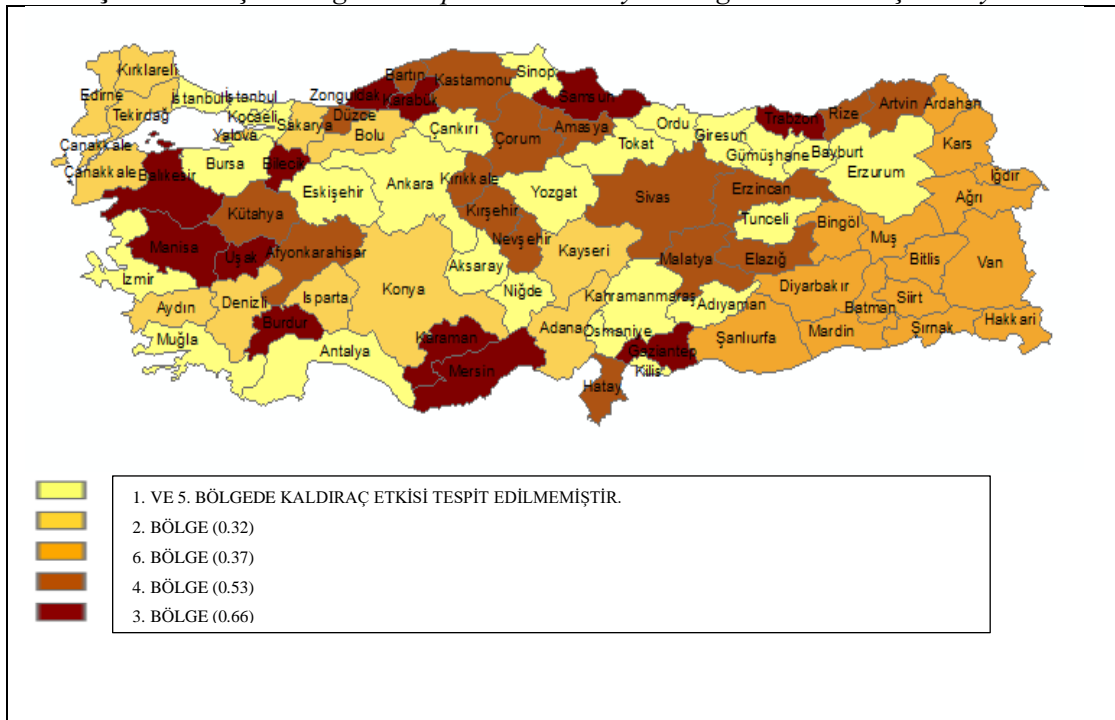 Kırklareli
Edirne
Tekirdağ
İstanbul
İstanbul
Kocaeli
Yalova
Sakarya
Düzce
Bolu
Zonguldak
Bartın
Karabük
Kastamonu
Sinop
Samsun
Çankırı
Çorum
Amasya
Ordu
Tokat
Giresun
Gümüşhane
Trabzon
Rize
Artvin
Ardahan
Kars
Bayburt
Erzurum
Iğdır
Ağrı
Çanakkale
Çanakkale
Balıkesir
Bursa
Bilecik
Eskişehir
Ankara
Kırıkkale
Yozgat
Sivas
Erzincan
Tunceli
Bingöl
Muş
Bitlis
Van
Kütahya
Kırşehir
Nevşehir
Kayseri
Malatya
Elazığ
Manisa
Uşak
Afyonkarahisar
Aksaray
İzmir
Aydın
Denizli
Isparta
Konya
Niğde
Kahramanmaraş
Adıyaman
Diyarbakır
Batman
Siirt
Hakkari
Şırnak
Mardin
Şanlıurfa
Muğla
Burdur
Antalya
Karaman
Mersin
Adana
Osmaniye
Gaziantep
Kilis
Hatay
1. VE 5. BÖLGEDE KALDIRAÇ ETKİSİ TESPİT EDİLMEMİŞTİR.
2. BÖLGE (0.32)
6. BÖLGE (0.37)
4. BÖLGE (0.53)
3. BÖLGE (0.66)